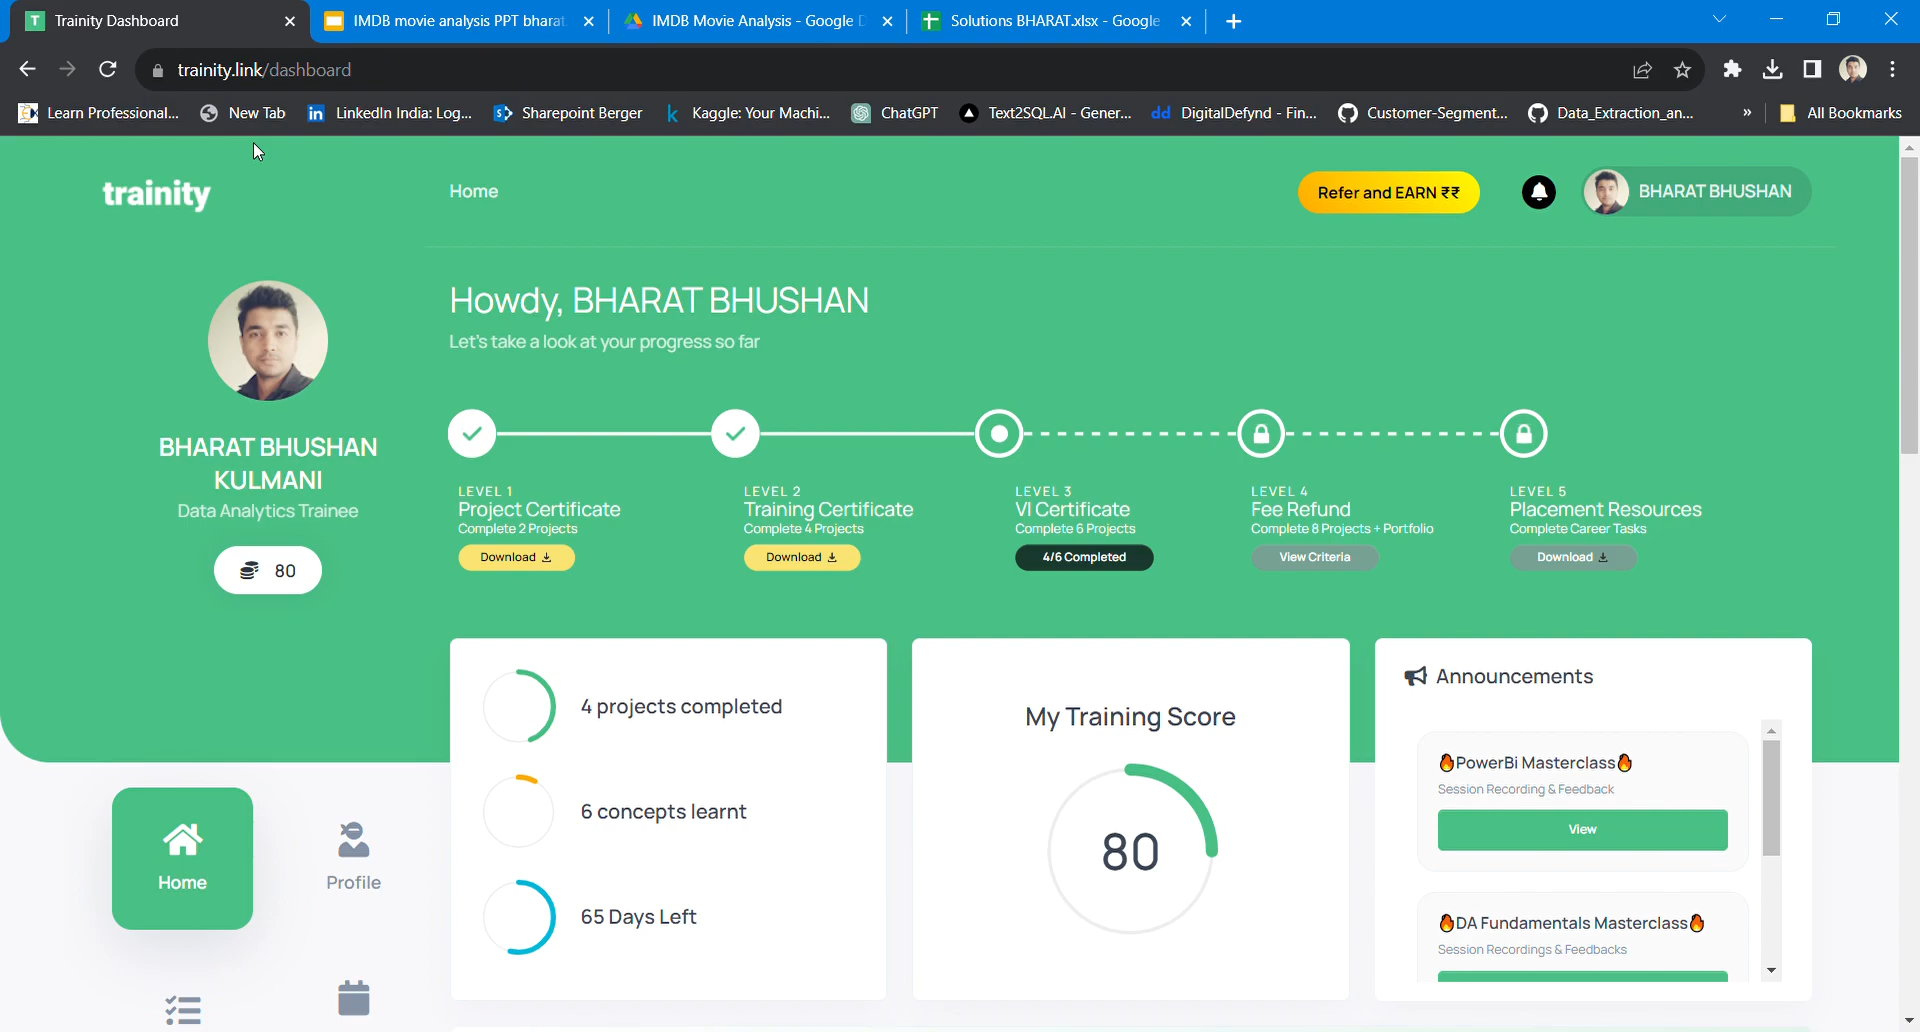 Trainity Dashboard
IMDB movie analysis PPT bharat
IMDB Movie Analysis - Google D
Solutions BHARAT.xlsx - Google
trainity.link/dashboard
Learn Professional...
New Tab
LinkedIn India: Log...
Sharepoint Berger
Kaggle: Your Machi...
ChatGPT
Text2SQL.AI - Gener...
DigitalDefynd - Fin...
Customer-Segment...
Data_Extraction_an...
»
All Bookmarks
trainity
Home
Refer and EARN ₹₹
BHARAT BHUSHAN
Howdy, BHARAT BHUSHAN
Let's take a look at your progress so far
BHARAT BHUSHAN
KULMANI
Data Analytics Trainee
80
LEVEL 1
Project Certificate
Complete 2 Projects
Download
LEVEL 2
Training Certificate
Complete 4 Projects
Download
LEVEL 3
VI Certificate
Complete 6 Projects
4/6 Completed
LEVEL 4
Fee Refund
Complete 8 Projects + Portfolio
View Criteria
LEVEL 5
Placement Resources
Complete Career Tasks
Download
4 projects completed
6 concepts learnt
65 Days Left
My Training Score
80
Announcements
🔥PowerBi Masterclass🔥
Session Recording & Feedback
View
🔥DA Fundamentals Masterclass🔥
Session Recordings & Feedbacks
Home
Profile